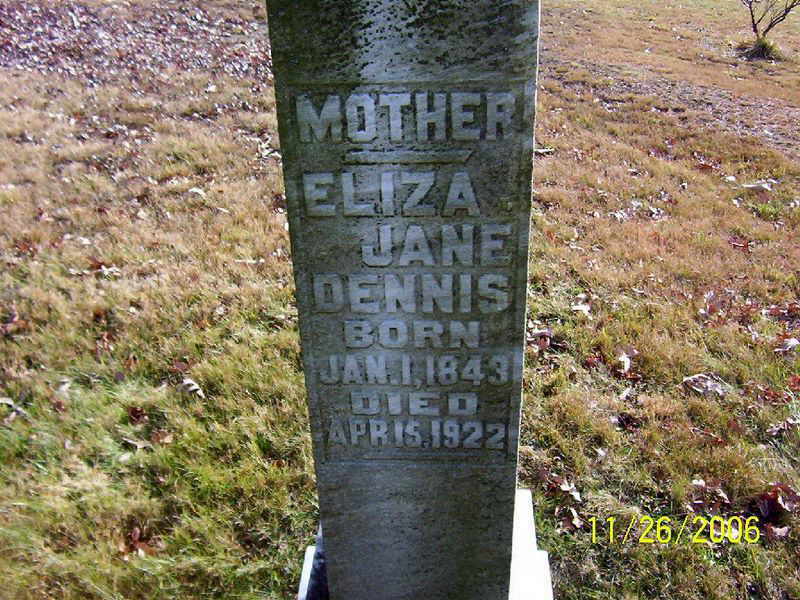 MOTHER
ELIZA
JANE
DENNIS
BORN
JAN. 1, 1843
DIED
APR. 15, 1922
11/26/2006